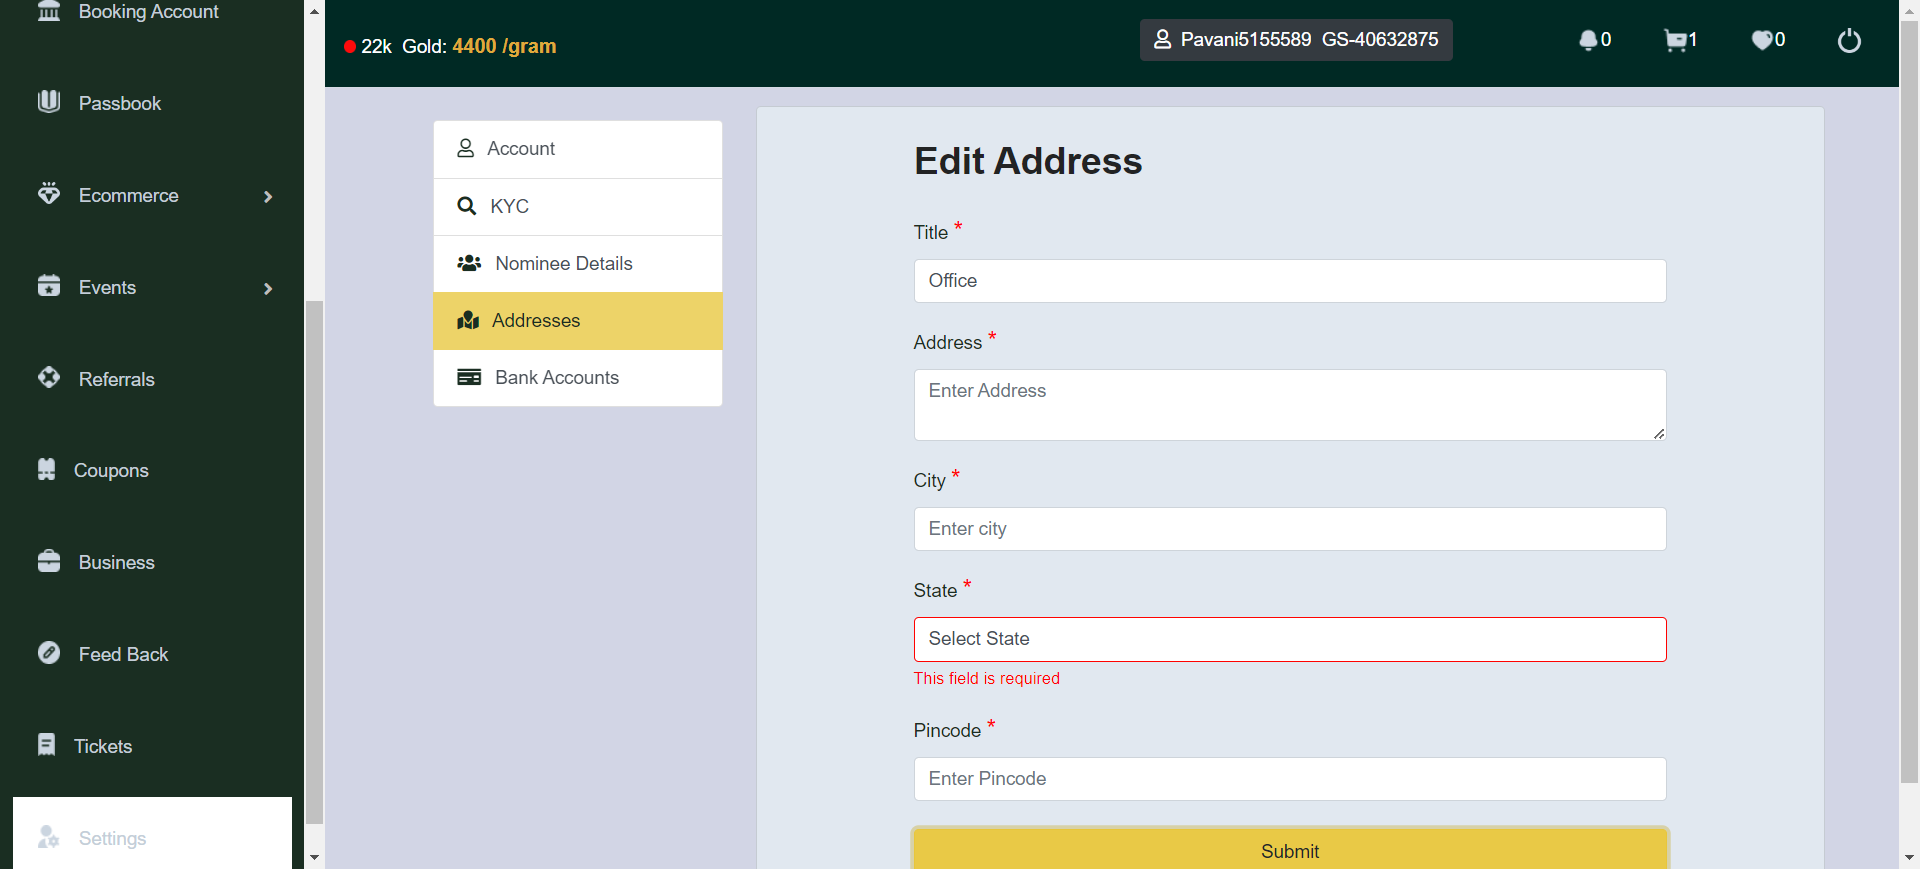 Booking Account
Passbook
Ecommerce
Events
Referrals
Coupons
Business
Feed Back
Tickets
Settings
22k Gold: 4400 /gram
Pavani5155589 GS-40632875
0
1
0
Account
KYC
Nominee Details
Addresses
Bank Accounts
Edit Address
Title *
Office
Address *
Enter Address
City *
Enter city
State *
Select State
This field is required
Pincode *
Enter Pincode
Submit